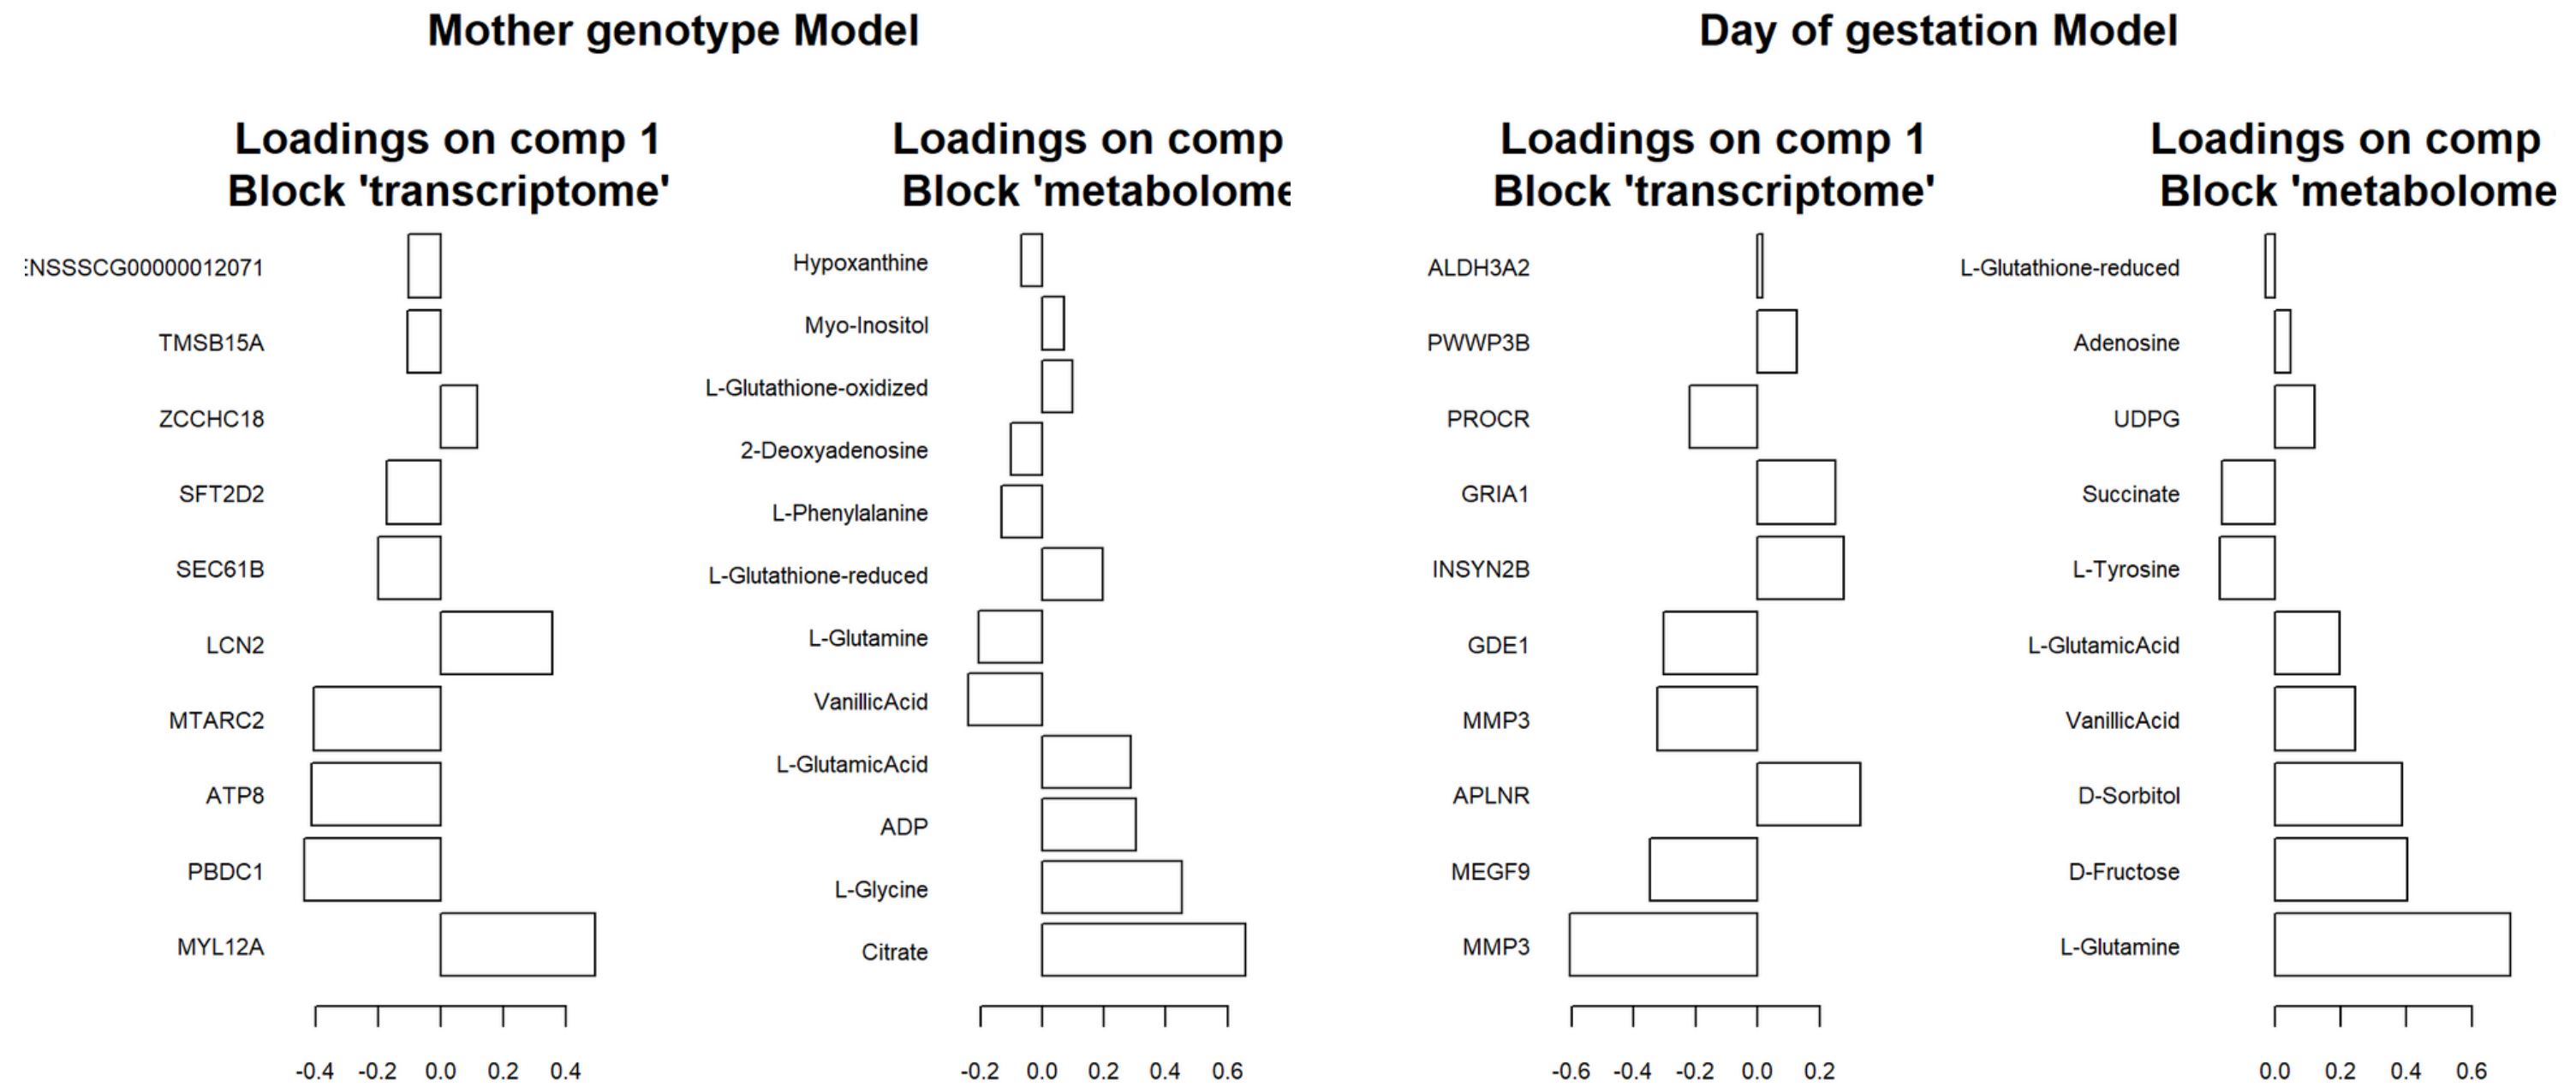 Mother genotype Model
Day of gestation Model
Loadings on comp 1
Block 'transcriptome'
ENSSSCG00000012071
TMSB15A
ZCCHC18
SFT2D2
SEC61B
LCN2
MTARC2
ATP8
PBDC1
MYL12A
-0.4 -0.2 0.0 0.2 0.4
Loadings on comp
Block 'metabolome
Hypoxanthine
Myo-Inositol
L-Glutathione-oxidized
2-Deoxyadenosine
L-Phenylalanine
L-Glutathione-reduced
L-Glutamine
VanillicAcid
L-GlutamicAcid
ADP
L-Glycine
Citrate
-0.2 0.0 0.2 0.4 0.6
Loadings on comp 1
Block 'transcriptome'
ALDH3A2
PWWP3B
PROCR
GRIA1
INSYN2B
GDE1
MMP3
APLNR
MEGF9
MMP3
-0.6 -0.4 -0.2 0.0 0.2
Loadings on comp
Block 'metabolome
L-Glutathione-reduced
Adenosine
UDPG
Succinate
L-Tyrosine
L-GlutamicAcid
VanillicAcid
D-Sorbitol
D-Fructose
L-Glutamine
0.0 0.2 0.4 0.6